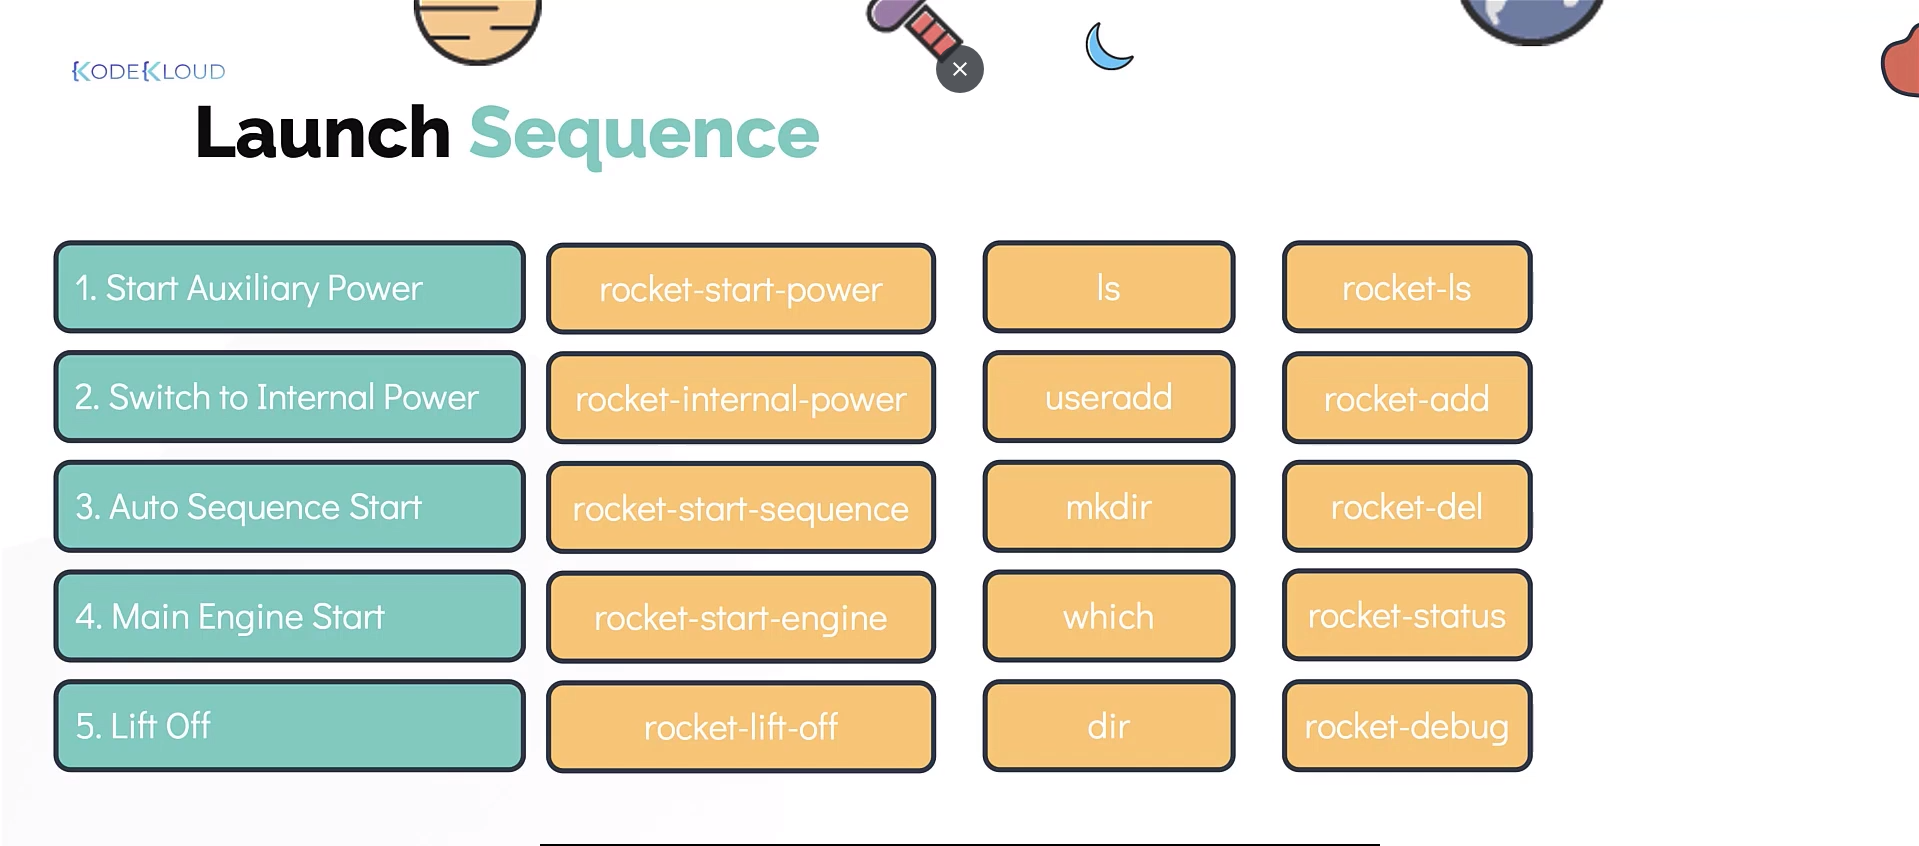 KODEKLOUD
Launch Sequence
1. Start Auxiliary Power
rocket-start-power
ls
rocket-ls
2. Switch to Internal Power
rocket-internal-power
useradd
rocket-add
3. Auto Sequence Start
rocket-start-sequence
mkdir
rocket-del
4. Main Engine Start
rocket-start-engine
which
rocket-status
5. Lift Off
rocket-lift-off
dir
rocket-debug